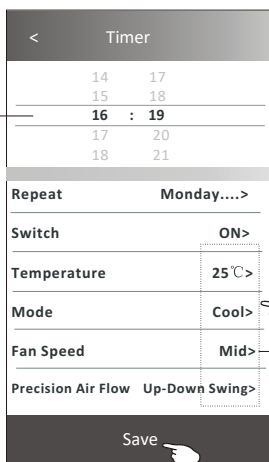 < Timer
14 17
15 18
16 : 19
17 20
18 21
Repeat Monday....>
Switch ON>
Temperature 25℃>
Mode Cool>
Fan Speed Mid>
Precision Air Flow Up-Down Swing>
Save